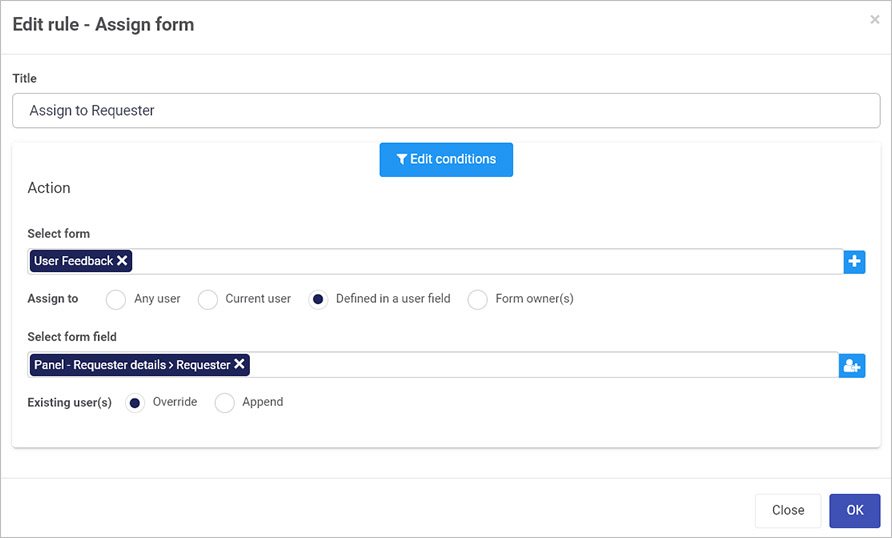 Edit rule - Assign form
×
Title
Assign to Requester
Edit conditions
Action
Select form
User Feedback
Assign to Any user Current user Defined in a user field Form owner(s)
Select form field
Panel - Requester details > Requester
Existing user(s) Override Append
Close OK